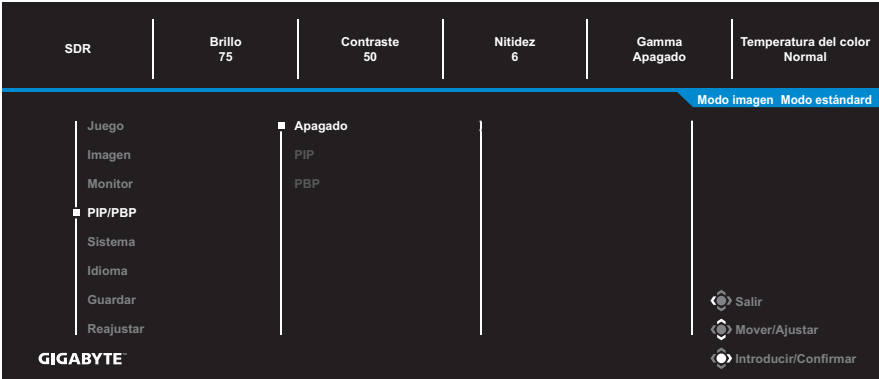 SDR
Brillo
75
Contraste
50
Nitidez
6
Gamma
Apagado
Temperatura del color
Normal
Modo imagen Modo estándard
Juego
Imagen
Monitor
PIP/PBP
Sistema
Idioma
Guardar
Reajustar
Apagado
PIP
PBP
Salir
Mover/Ajustar
Introducir/Confirmar
GIGABYTE™